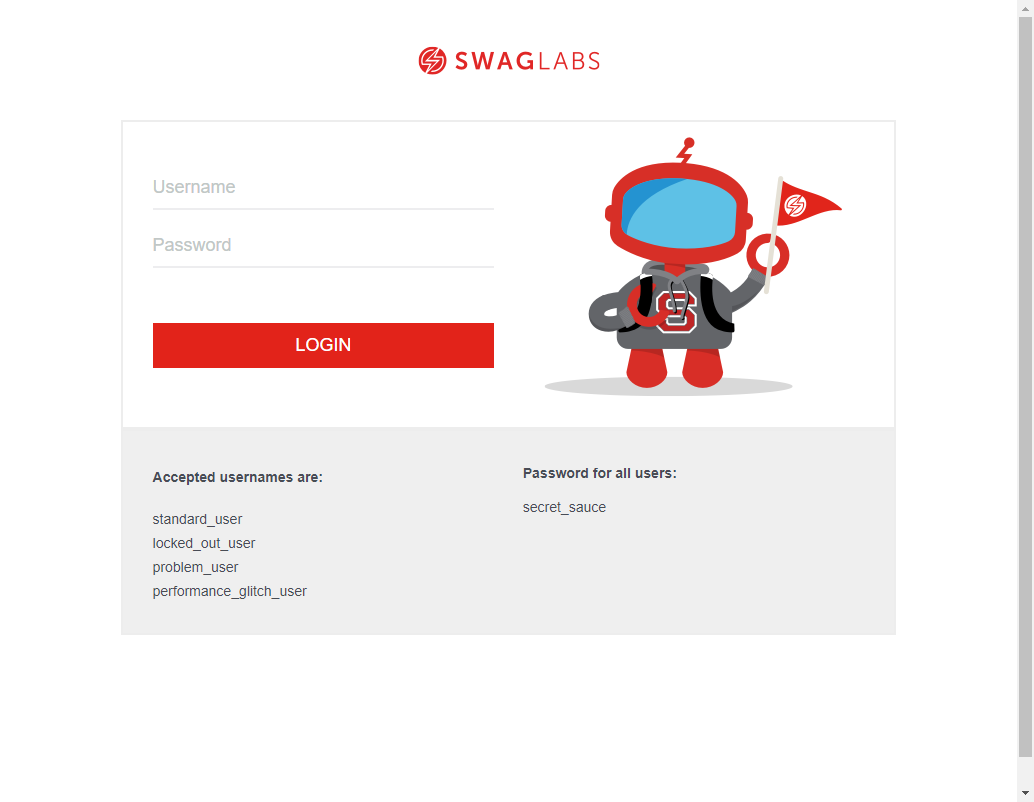 SWAGLABS
Username
Password
LOGIN
S
Accepted usernames are:
standard_user
locked_out_user
problem_user
performance_glitch_user
Password for all users:
secret_sauce